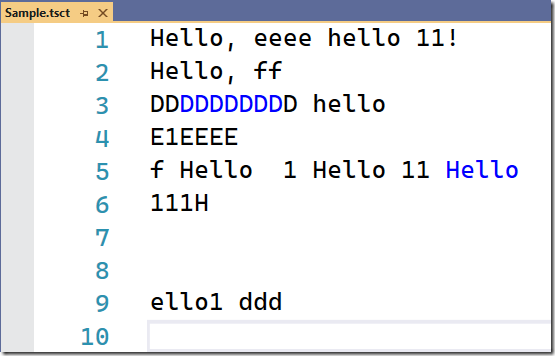 Sample.tsct
1 Hello, eeee hello 11!
2 Hello, ff
3 DDDDDDDDDD hello
4 E1EEEE
5 f Hello  1 Hello 11 Hello
6 111H
7
8
9 ello1 ddd
10